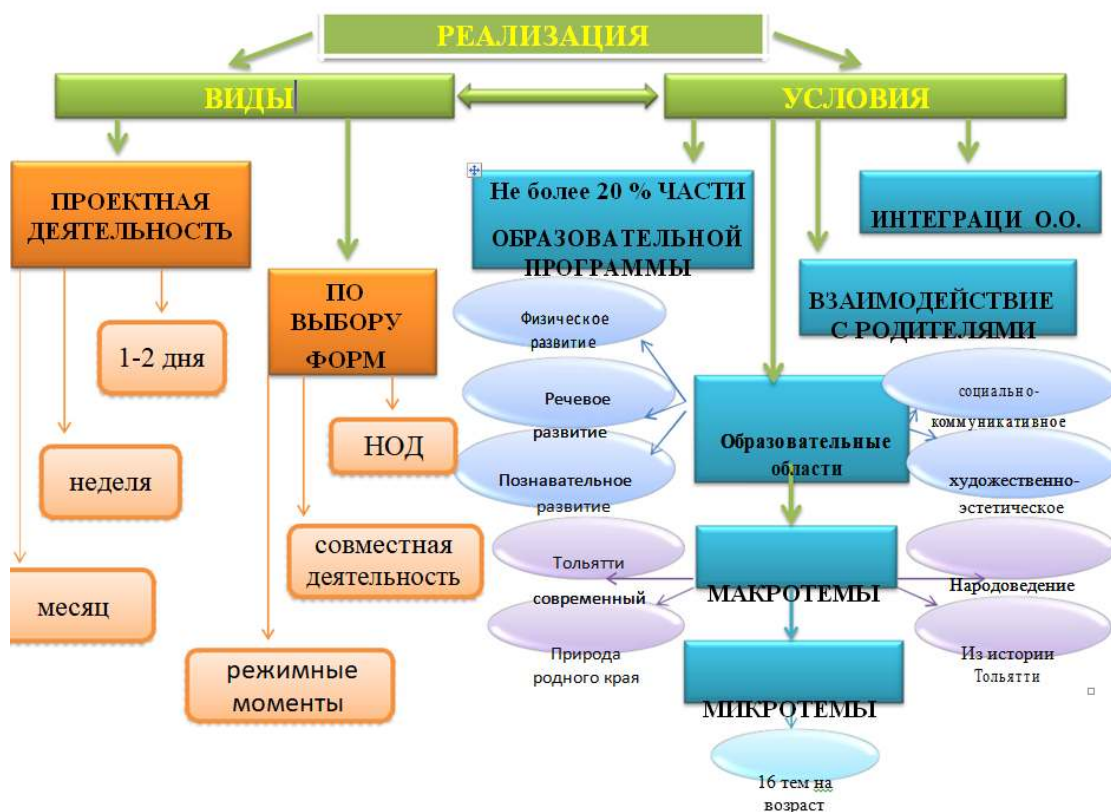 РЕАЛИЗАЦИЯ
ВИДЫ
УСЛОВИЯ
ПРОЕКТНАЯ
ДЕЯТЕЛЬНОСТЬ
1-2 дня
неделя
месяц
ПО
ВЫБОРУ
ФОРМ
НОД
совместная
деятельность
режимные
моменты
Не более 20 % ЧАСТИ
ОБРАЗОВАТЕЛЬНОЙ
ПРОГРАММЫ
ИНТЕГРАЦИ О.О.
ВЗАИМОДЕЙСТВИЕ
С РОДИТЕЛЯМИ
Физическое
развитие
Речевое
развитие
Познавательное
развитие
Образовательные
области
социально-
коммуникативное
художественно-
эстетическое
Тольятти
современный
Природа
родного края
МАКРОТЕМЫ
Народоведение
Из истории
Тольятти
МИКРОТЕМЫ
16 тем на
возраст